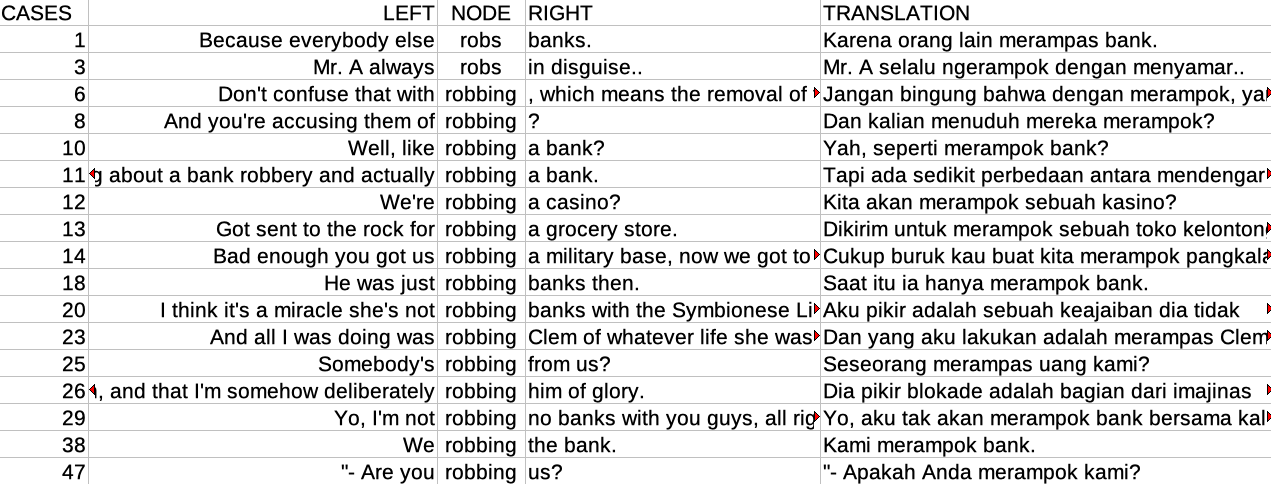 CASES LEFT NODE RIGHT TRANSLATION
1 Because everybody else robs banks. Karena orang lain merampas bank.
3 Mr. A always robs in disguise.. Mr. A selalu ngerampok dengan menyamar..
6 Don't confuse that with robbing , which means the removal of Jangan bingung bahwa dengan merampok, ya
8 And you're accusing them of robbing ? Dan kalian menuduh mereka merampok?
10 Well, like robbing a bank? Yah, seperti merampok bank?
11 g about a bank robbery and actually robbing a bank. Tapi ada sedikit perbedaan antara mendengar
12 We're robbing a casino? Kita akan merampok sebuah kasino?
13 Got sent to the rock for robbing a grocery store. Dikirim untuk merampok sebuah toko kelonton
14 Bad enough you got us robbing a military base, now we got to Cukup buruk kau buat kita merampok pangkala
18 He was just robbing banks then. Saat itu ia hanya merampok bank.
20 I think it's a miracle she's not robbing banks with the Symbionese Li Aku pikir adalah sebuah keajaiban dia tidak
23 And all I was doing was robbing Clem of whatever life she was Dan yang aku lakukan adalah merampas Clem
25 Somebody's robbing from us? Seseorang merampas uang kami?
26 , and that I'm somehow deliberately robbing him of glory. Dia pikir blokade adalah bagian dari imajinas
29 Yo, I'm not robbing no banks with you guys, all rig Yo, aku tak akan merampok bank bersama kal
38 We robbing the bank. Kami merampok bank.
47 "- Are you robbing us? "- Apakah Anda merampok kami?